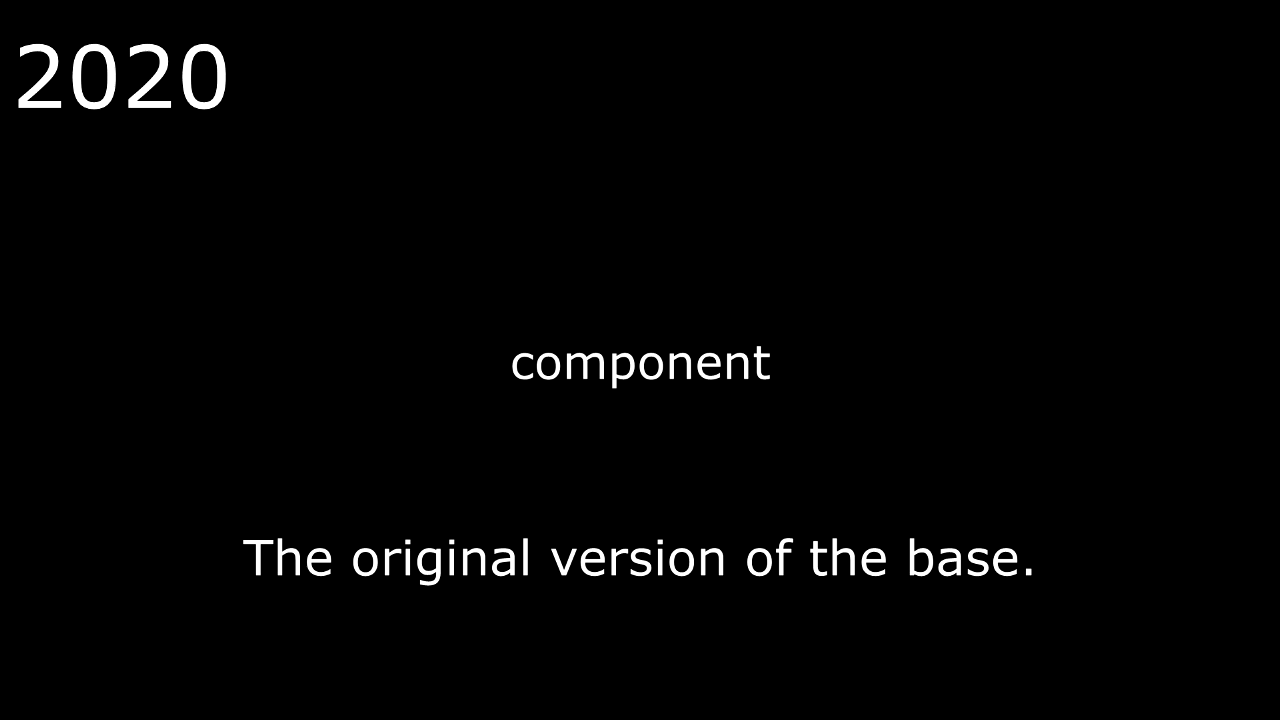 2020
component
The original version of the base.